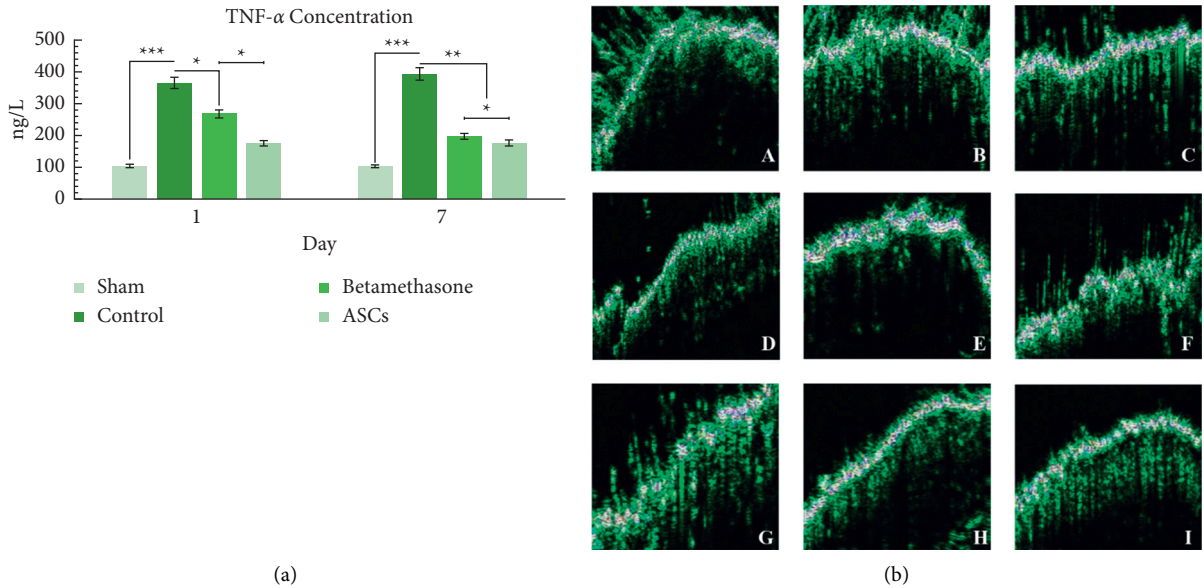 TNF-α Concentration
500
400
300
200
100
0
ng/L
***
*
*
***
**
*
1
7
Day
Sham
Betamethasone
Control
ASCs
(a)
A
B
C
D
E
F
G
H
I
(b)